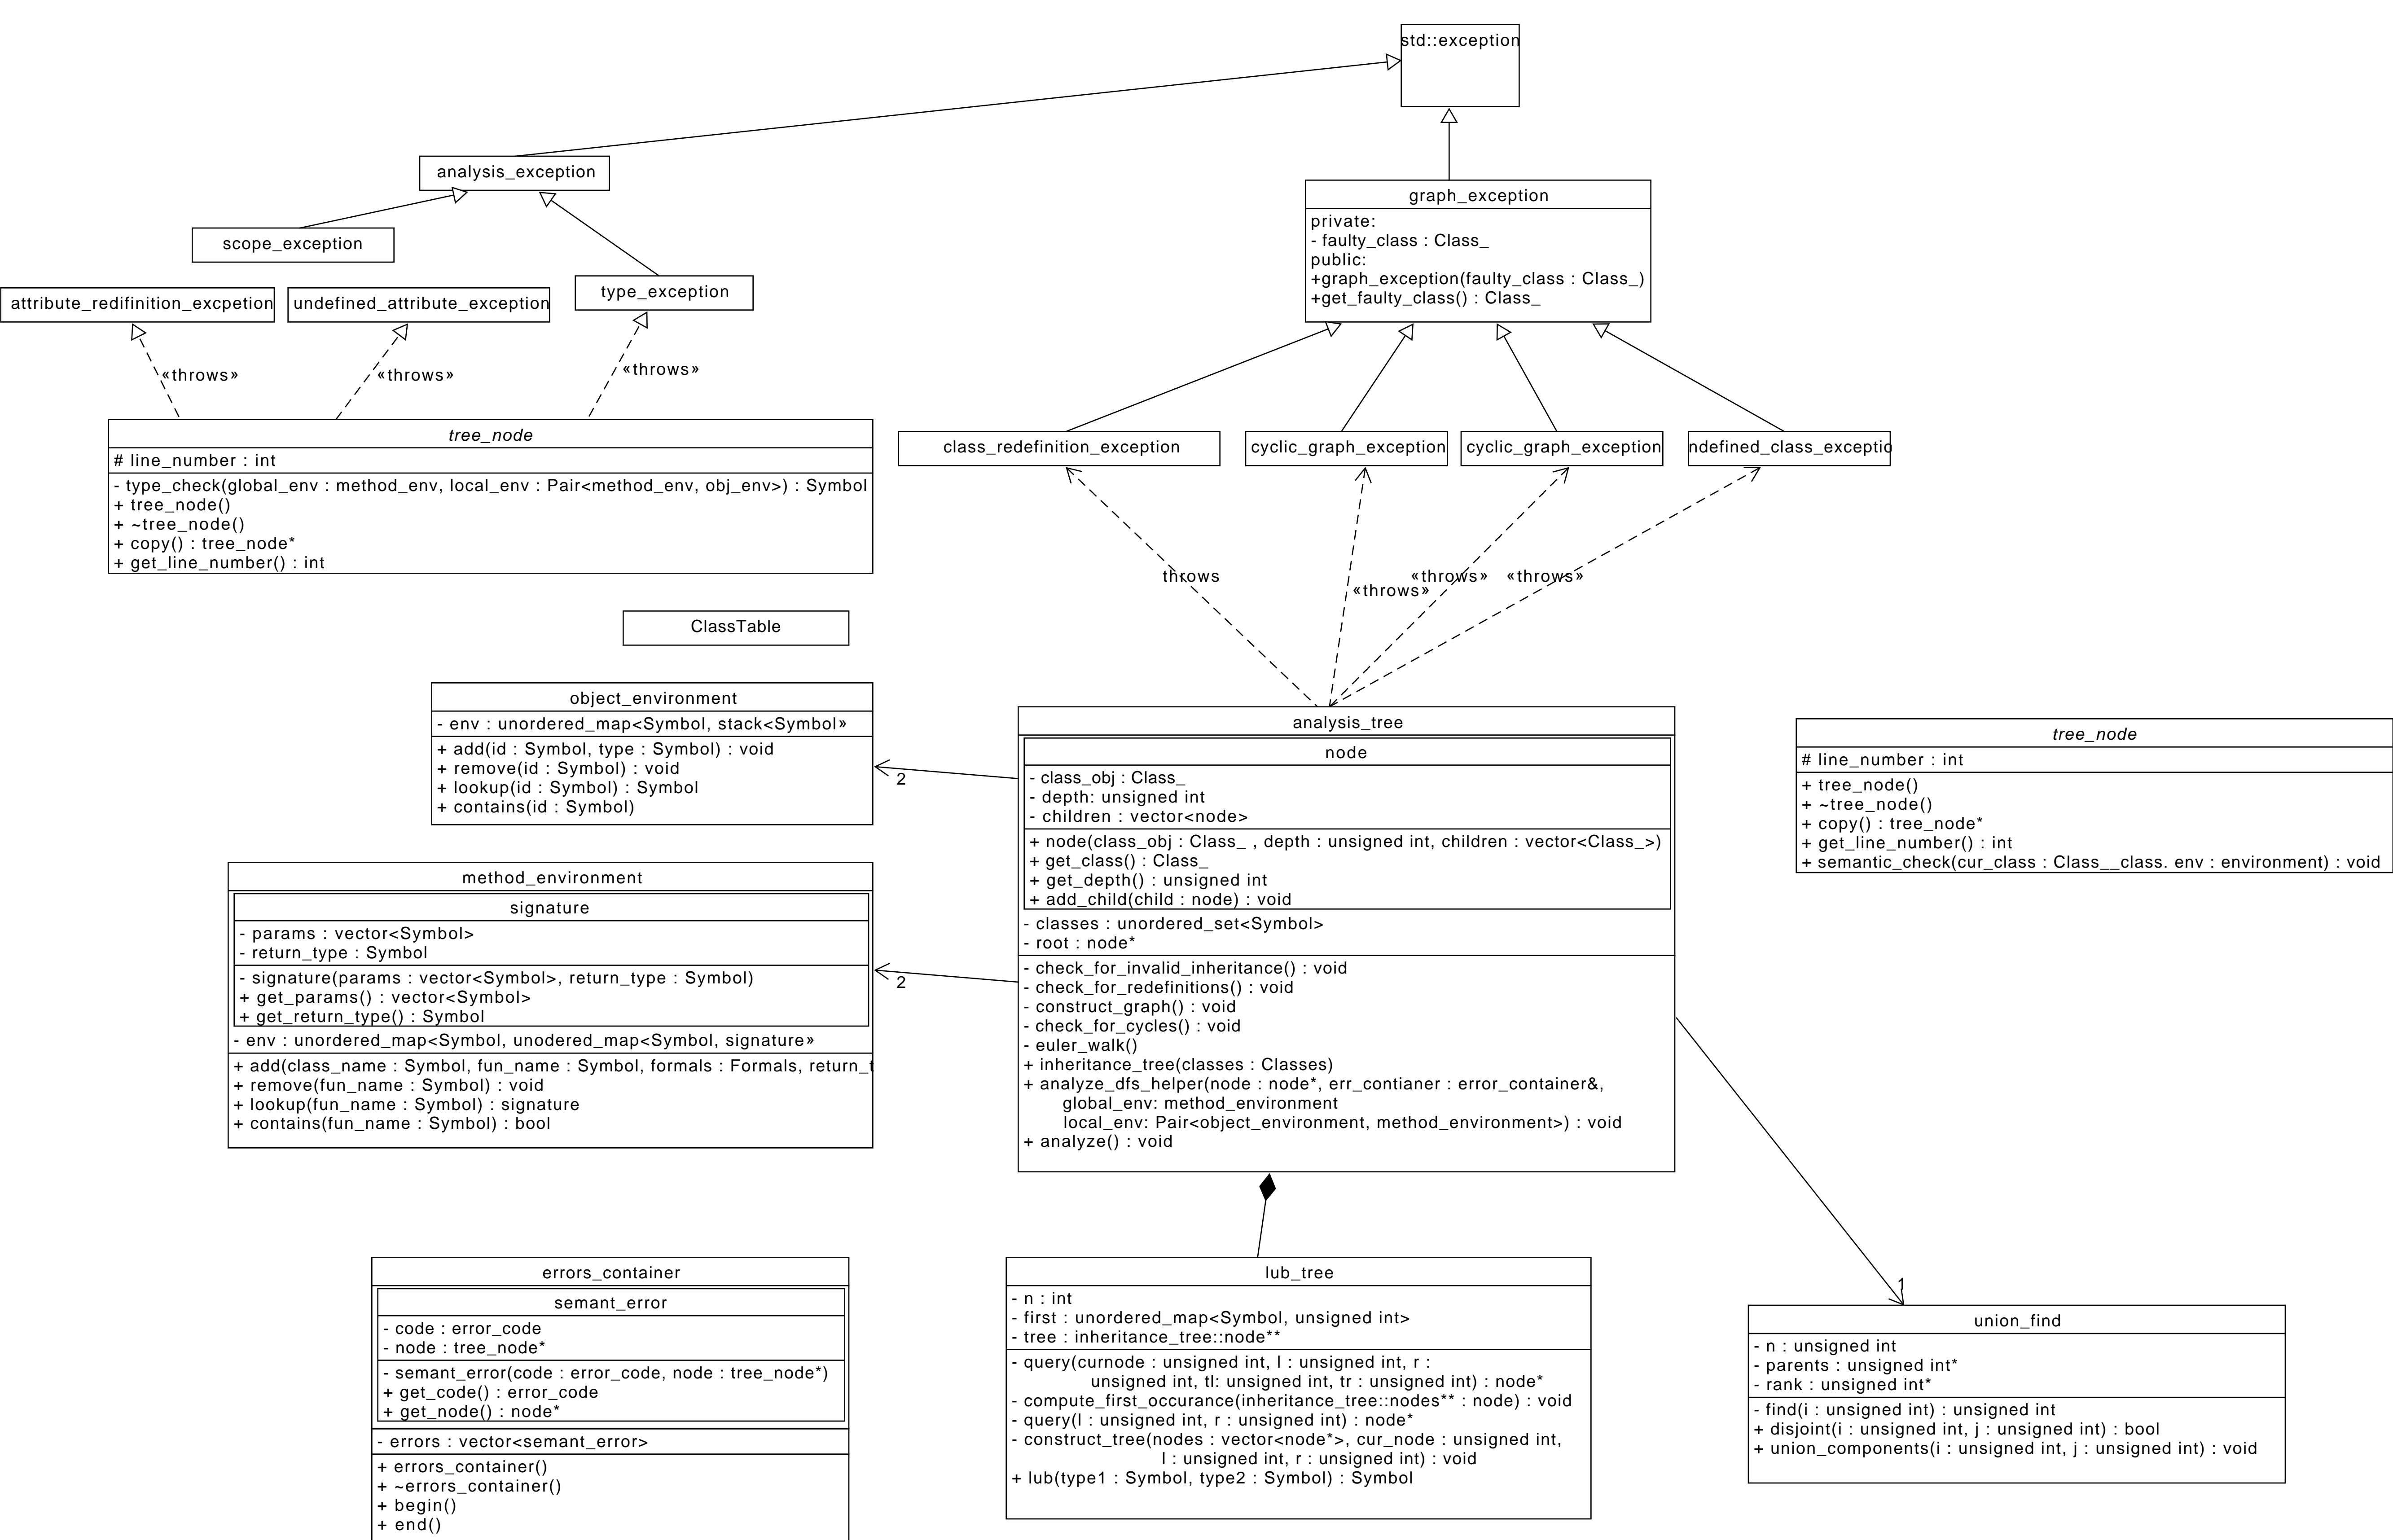 std::exception
analysis_exception
graph_exception
private:
- faulty_class : Class_
public:
+graph_exception(faulty_class : Class_)
+get_faulty_class() : Class_
scope_exception
type_exception
attribute_redifinition_excpetion
undefined_attribute_exception
«throws»
«throws»
«throws»
tree_node
# line_number : int
- type_check(global_env : method_env, local_env : Pair<method_env, obj_env>) : Symbol
+ tree_node()
+ ~tree_node()
+ copy() : tree_node*
+ get_line_number() : int
class_redefinition_exception
cyclic_graph_exception
cyclic_graph_exception
ndefined_class_exceptio
throws
«throws»
«throws»
«throws»
ClassTable
object_environment
- env : unordered_map<Symbol, stack<Symbol»
+ add(id : Symbol, type : Symbol) : void
+ remove(id : Symbol) : void
+ lookup(id : Symbol) : Symbol
+ contains(id : Symbol)
2
method_environment
signature
- params : vector<Symbol>
- return_type : Symbol
- signature(params : vector<Symbol>, return_type : Symbol)
+ get_params() : vector<Symbol>
+ get_return_type() : Symbol
- env : unordered_map<Symbol, unodered_map<Symbol, signature»
+ add(class_name : Symbol, fun_name : Symbol, formals : Formals, return_t
+ remove(fun_name : Symbol) : void
+ lookup(fun_name : Symbol) : signature
+ contains(fun_name : Symbol) : bool
2
analysis_tree
node
- class_obj : Class_
- depth: unsigned int
- children : vector<node>
+ node(class_obj : Class_ , depth : unsigned int, children : vector<Class_>)
+ get_class() : Class_
+ get_depth() : unsigned int
+ add_child(child : node) : void
- classes : unordered_set<Symbol>
- root : node*
- check_for_invalid_inheritance() : void
- check_for_redefinitions() : void
- construct_graph() : void
- check_for_cycles() : void
- euler_walk()
+ inheritance_tree(classes : Classes)
+ analyze_dfs_helper(node : node*, err_contianer : error_container&,
global_env: method_environment
local_env: Pair<object_environment, method_environment>) : void
+ analyze() : void
tree_node
# line_number : int
+ tree_node()
+ ~tree_node()
+ copy() : tree_node*
+ get_line_number() : int
+ semantic_check(cur_class : Class__class. env : environment) : void
errors_container
semant_error
- code : error_code
- node : tree_node*
- semant_error(code : error_code, node : tree_node*)
+ get_code() : error_code
+ get_node() : node*
- errors : vector<semant_error>
+ errors_container()
+ ~errors_container()
+ begin()
+ end()
lub_tree
- n : int
- first : unordered_map<Symbol, unsigned int>
- tree : inheritance_tree::node**
- query(curnode : unsigned int, l : unsigned int, r :
unsigned int, tl: unsigned int, tr : unsigned int) : node*
- compute_first_occurance(inheritance_tree::nodes** : node) : void
- query(l : unsigned int, r : unsigned int) : node*
- construct_tree(nodes : vector<node*>, cur_node : unsigned int,
l : unsigned int, r : unsigned int) : void
+ lub(type1 : Symbol, type2 : Symbol) : Symbol
1
union_find
- n : unsigned int
- parents : unsigned int*
- rank : unsigned int*
- find(i : unsigned int) : unsigned int
+ disjoint(i : unsigned int, j : unsigned int) : bool
+ union_components(i : unsigned int, j : unsigned int) : void